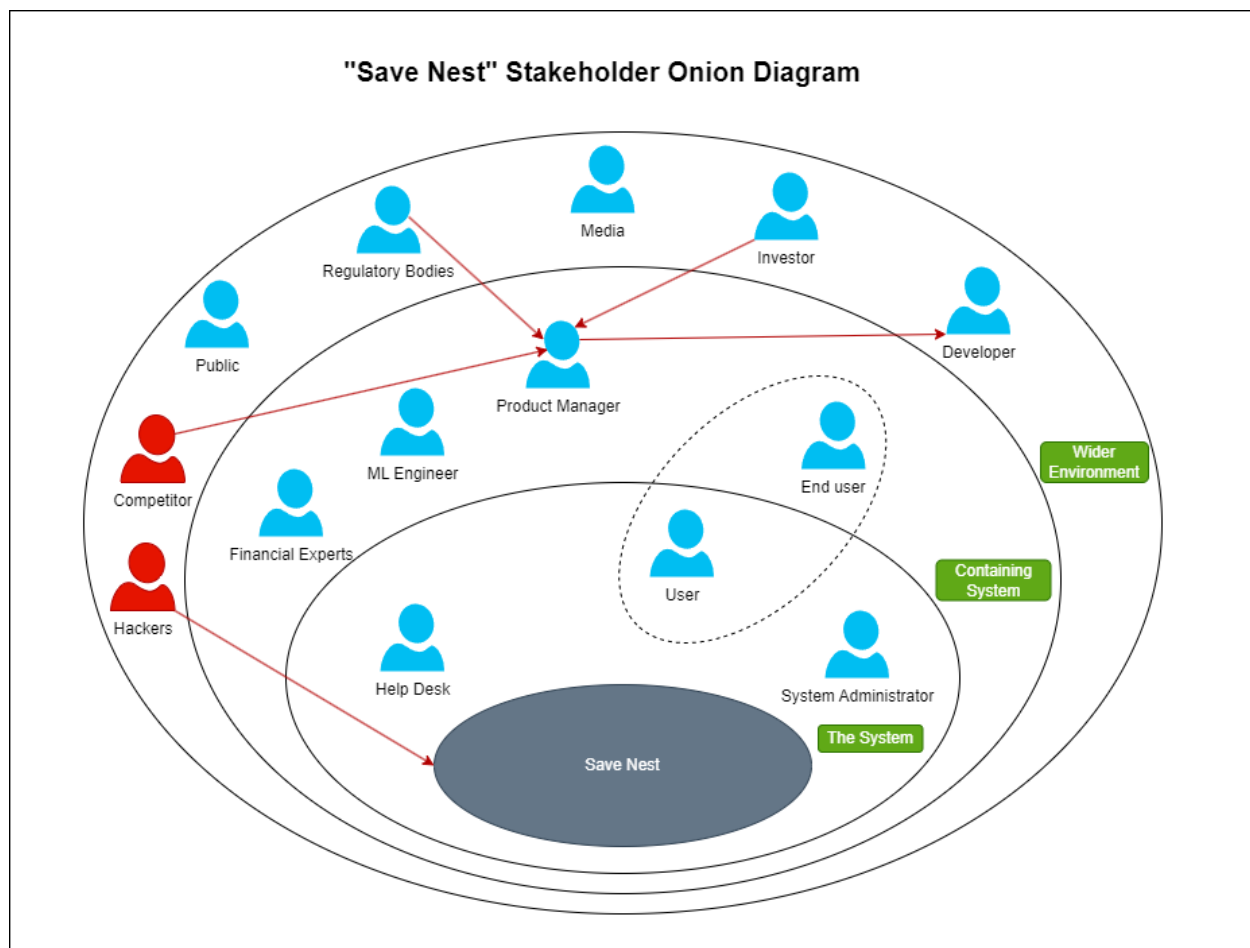 "Save Nest" Stakeholder Onion Diagram
Media
Investor
Regulatory Bodies
Developer
Public
Product Manager
Wider
Environment
ML Engineer
End user
Competitor
Financial Experts
Containing
System
User
Hackers
Help Desk
System Administrator
The System
Save Nest